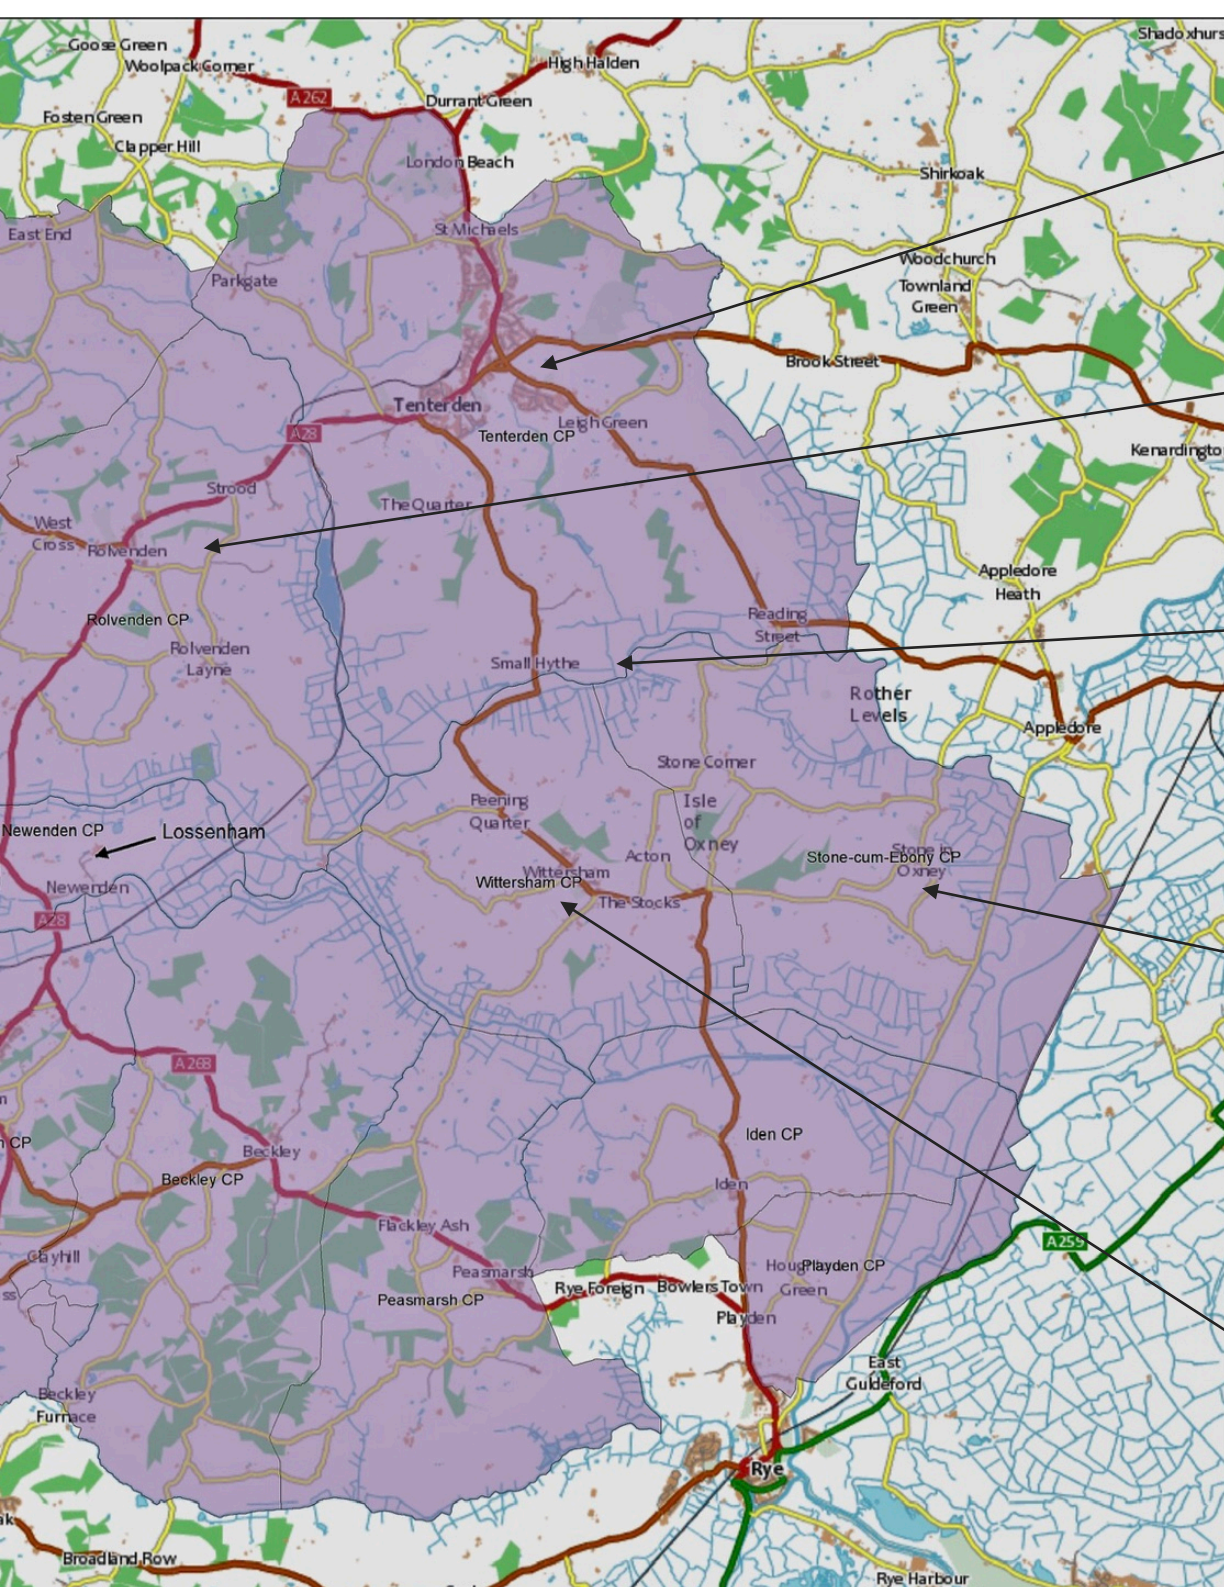 Goose Green
Woolpack Corner
High Halden
A 262
Durrant Green
Fosten Green
Clapper Hill
London Beach
Shirkoak
East End
St Michaels
Woodchurch
Parkgate
Townland
Green
Brook Street
Tenterden
A28
Leigh Green
Tenterden CP
Strood
The Quarter
West
Cross
Rolvenden
Appledore
Heath
Rolvenden CP
Reading
Street
Rolvenden
Layne
Small Hythe
Rother
Levels
Appledore
Stone Corner
Peening
Quarter
Isle
of
Oxney
Newenden CP
Lossenham
Acton
Stone-cum-Ebony CP
Stone in
Oxney
Wittersham
Wittersham CP
Newenden
The Stocks
A28
A268
Iden CP
CP
Beckley
Beckley CP
Iden
Flackley Ash
A259
Clayhill
Peasmarsh
Playden CP
Green
Rye Foreign
Bowlers Town
Peasmarsh CP
Playden
East
Guldeford
Beckley
Furnace
Rye
Broadland Row
Rye Harbour